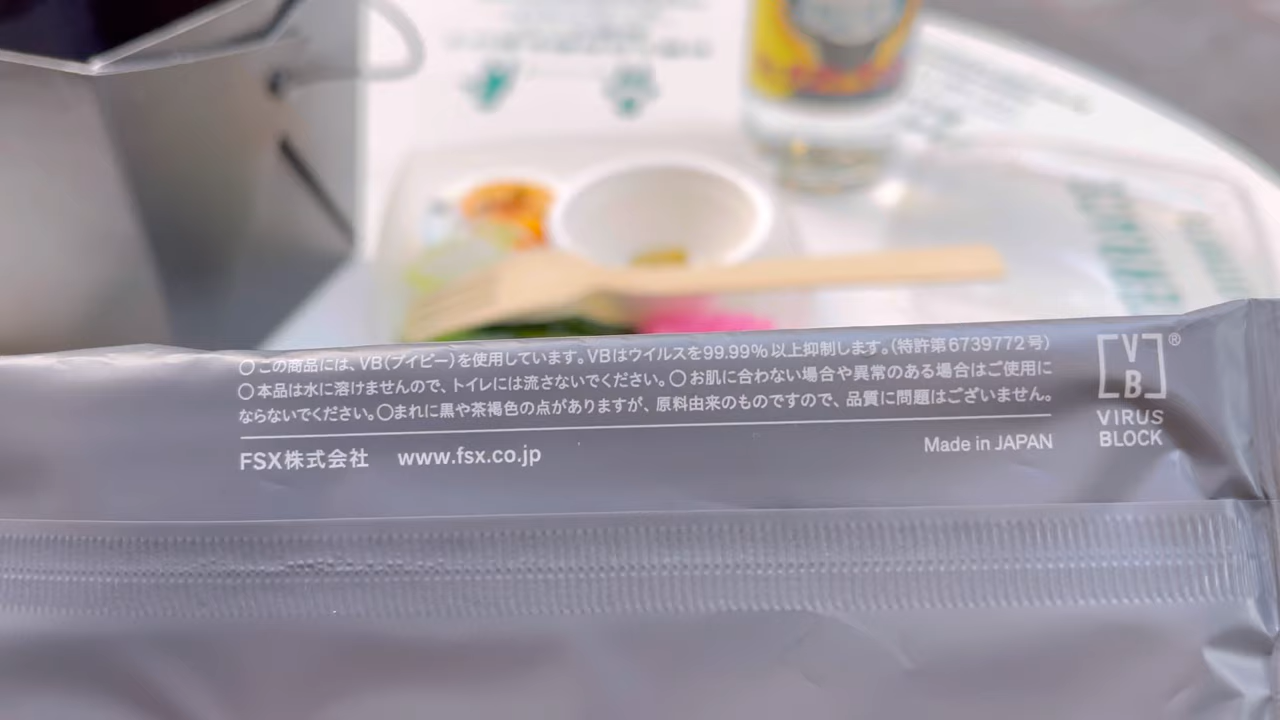 〇この商品には、VB(ブイビー)を使用しています。VBはウイルスを99.99%以上抑制します。(特許第6739772号)
〇本品は水に溶けませんので、トイレには流さないでください。〇お肌に合わない場合や異常のある場合はご使用に
ならないでください。〇まれに黒や茶褐色の点がありますが、原料由来のものですので、品質に問題はございません。
FSX株式会社 www.fsx.co.jp
Made in JAPAN
V
B
®
VIRUS
BLOCK